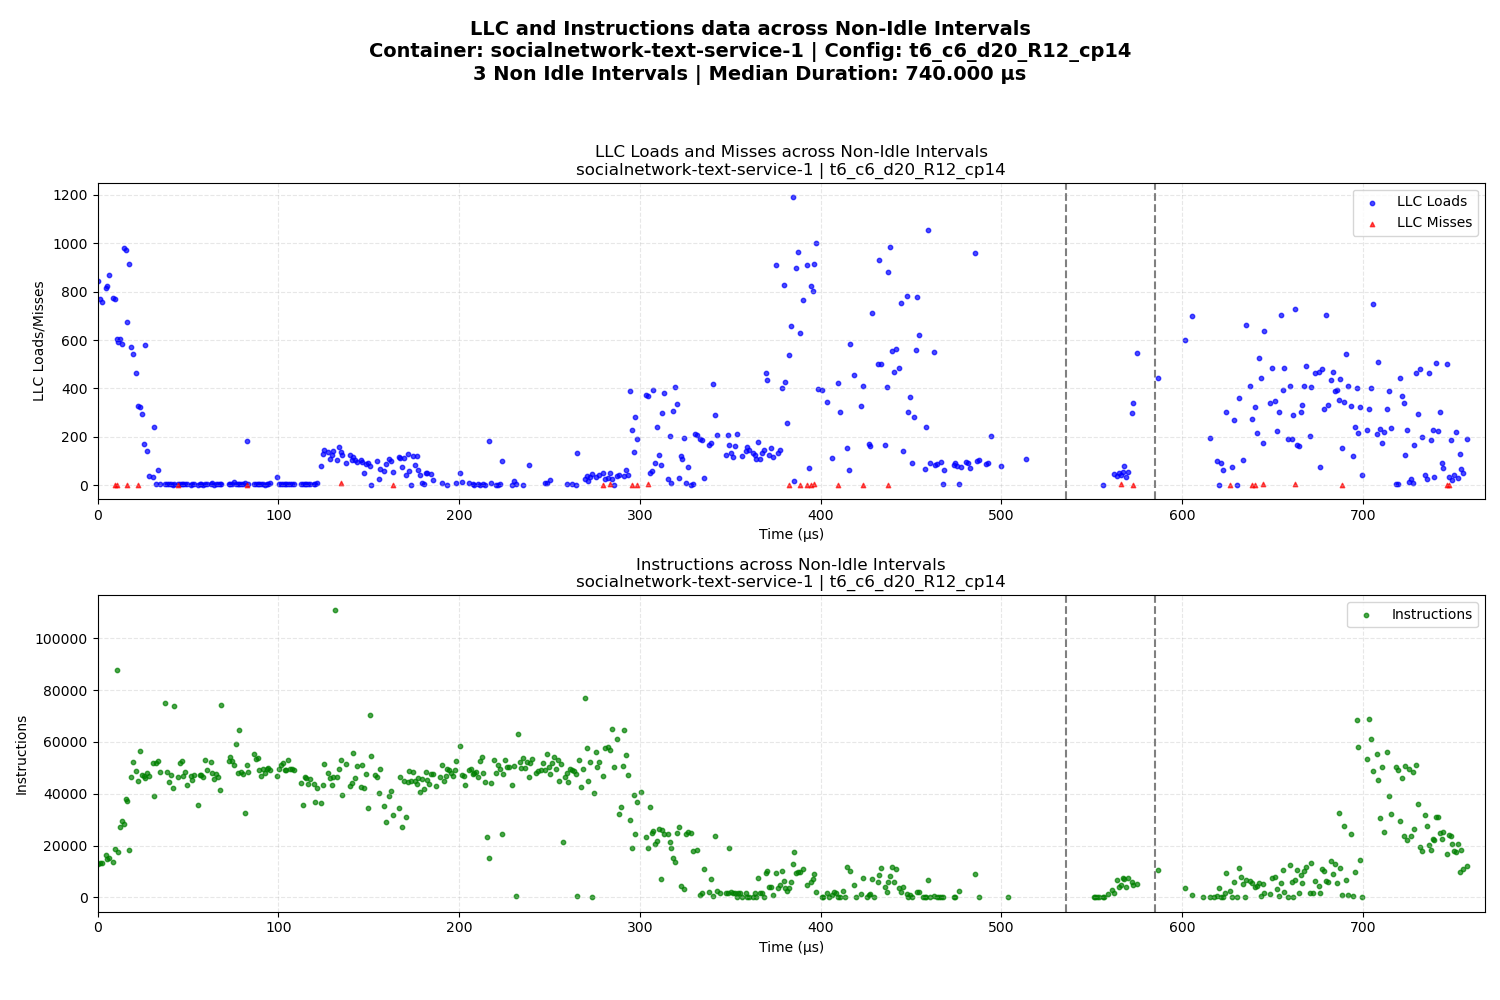 LLC and Instructions data across Non-Idle Intervals
Container: socialnetwork-text-service-1 | Config: t6_c6_d20_R12_cp14
3 Non Idle Intervals | Median Duration: 740.000 µs
LLC Loads and Misses across Non-Idle Intervals
socialnetwork-text-service-1 | t6_c6_d20_R12_cp14
LLC Loads/Misses
1200
1000
800
600
400
200
0
LLC Loads
LLC Misses
0 100 200 300 400 500 600 700
Time (µs)
Instructions across Non-Idle Intervals
socialnetwork-text-service-1 | t6_c6_d20_R12_cp14
Instructions
100000
80000
60000
40000
20000
0
Instructions
0 100 200 300 400 500 600 700
Time (µs)